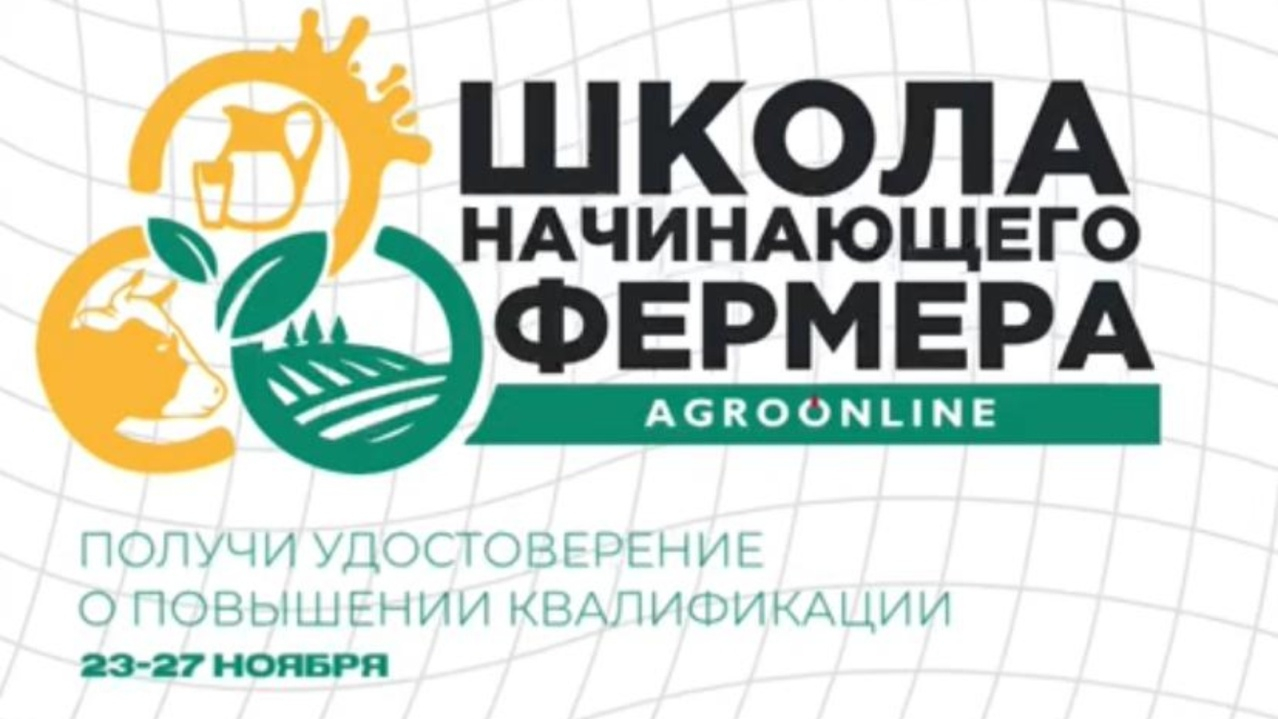 ШКОЛА
НАЧИНАЮЩЕГО
ФЕРМЕРА
AGROONLINE
ПОЛУЧИ УДОСТОВЕРЕНИЕ
О ПОВЫШЕНИИ КВАЛИФИКАЦИИ
23-27 НОЯБРЯ